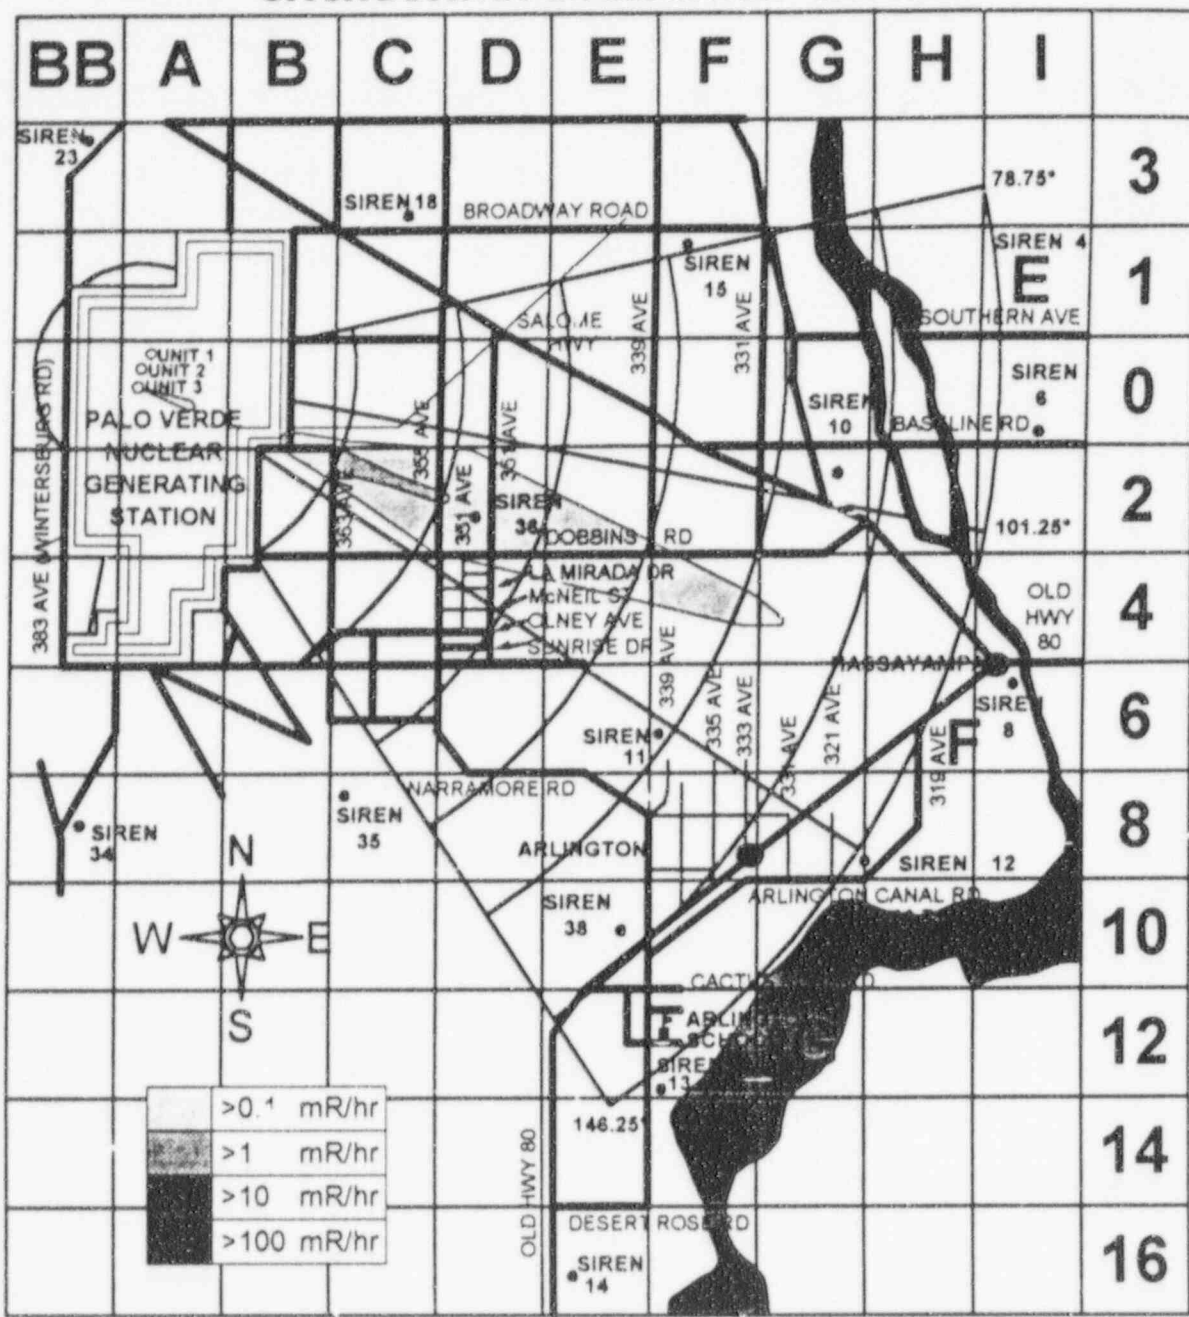 BB A B C D E F G H I
SIREN
23
3
78.75°
SIREN 18
BROADWAY ROAD
SIREN 4
SIREN
15
E
1
SALOME
HWY
339 AVE
331 AVE
SOUTHERN AVE
UNIT 1
UNIT 2
UNIT 3
383 AVE (WINTERSBURG RD)
PALO VERDE
NUCLEAR
GENERATING
STATION
SIREN
6
0
SIREN
10
BASELINE RD
355 AVE
351 AVE
363 AVE
351 AVE
SIREN
36
2
DOBBINS RD
101.25°
LA MIRADA DR
McNEIL ST
OLNEY AVE
SUNRISE DR
OLD
HWY
80
4
HASSAYAMPA
339 AVE
335 AVE
333 AVE
331 AVE
321 AVE
319 AVE
SIREN
8
F
6
SIREN
11
NARRAMORE RD
SIREN
34
SIREN
35
ARLINGTON
SIREN 12
8
N
W E
S
SIREN
38
ARLINGTON CANAL RD
10
ARLINGTON
SCHOOL
SIREN
13
G
12
>0.1 mR/hr
>1 mR/hr
>10 mR/hr
>100 mR/hr
146.25°
OLD HWY 80
14
DESERT ROSE RD
SIREN
14
16